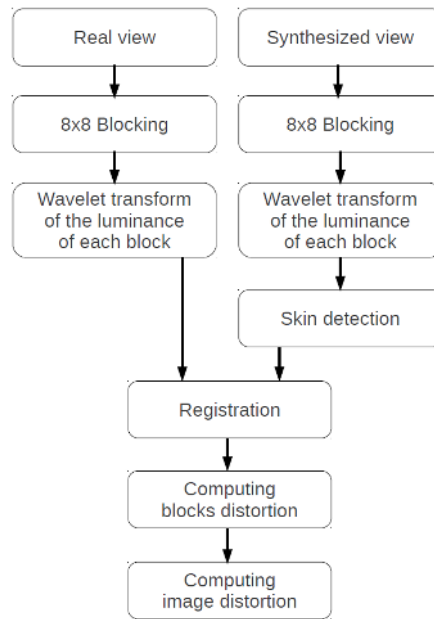 Real view
Synthesized view
8x8 Blocking
8x8 Blocking
Wavelet transform
of the luminance
of each block
Wavelet transform
of the luminance
of each block
Skin detection
Registration
Computing
blocks distortion
Computing
image distortion